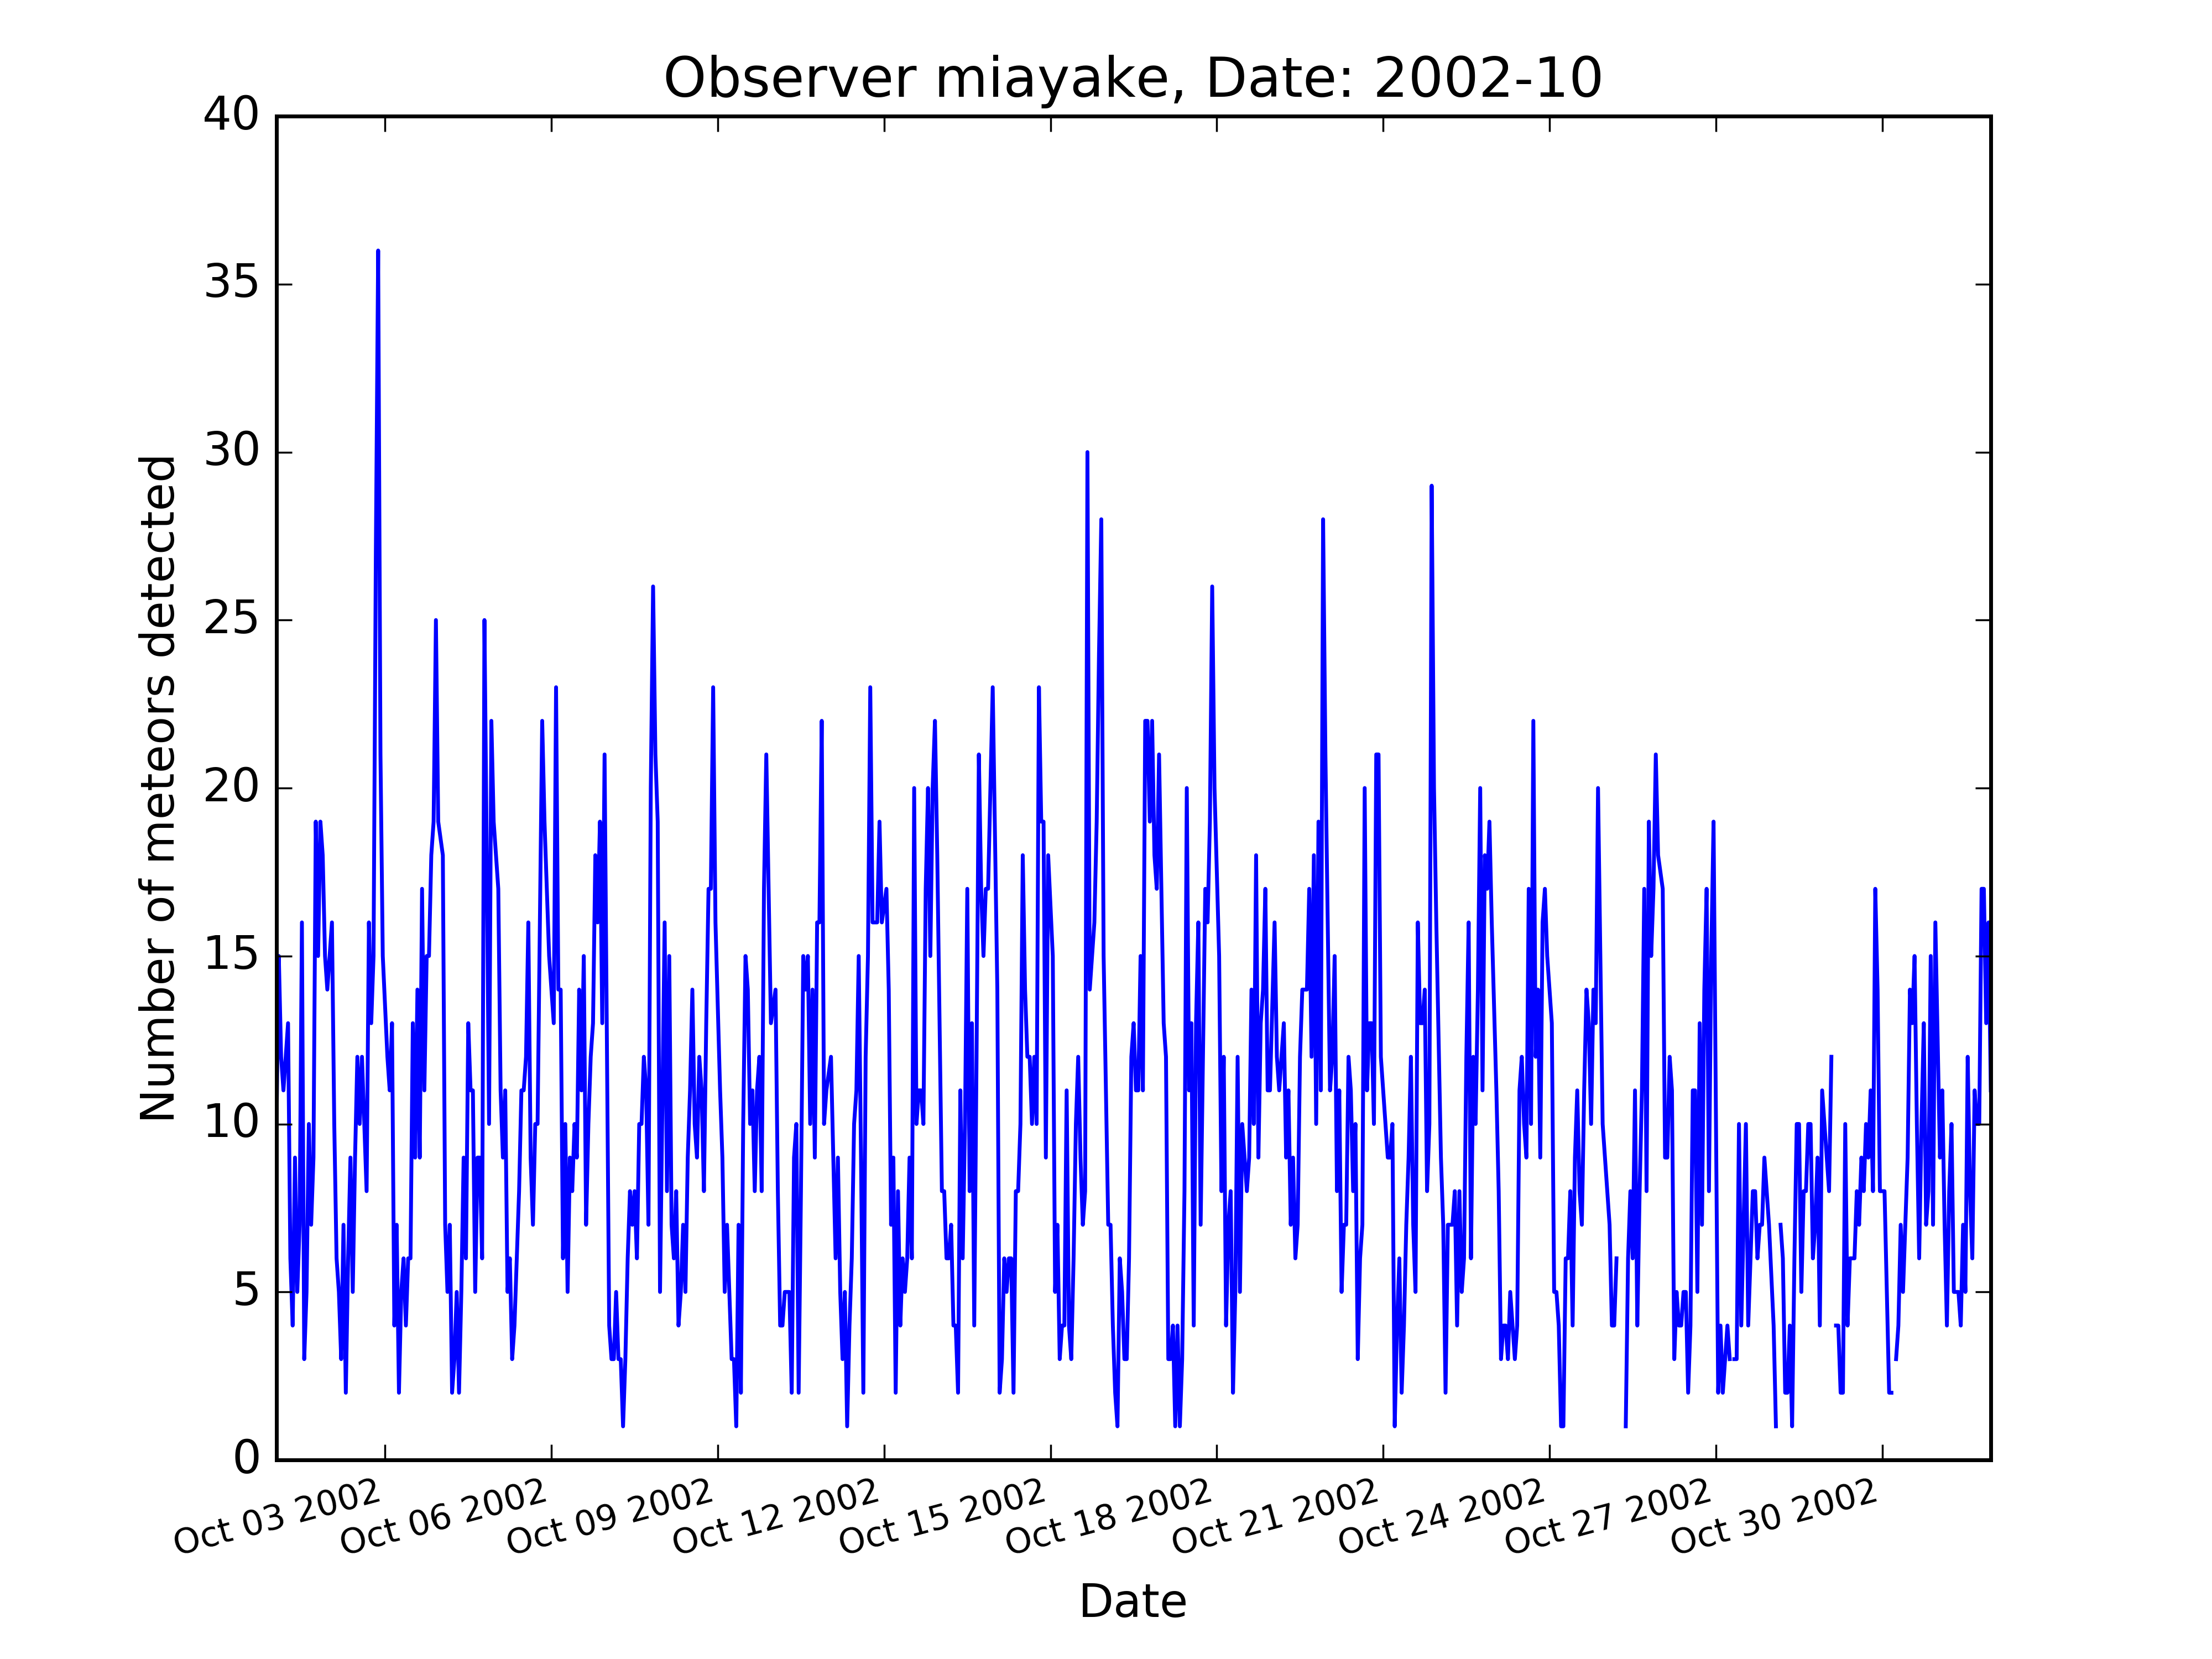 Observer miayake, Date: 2002-10
Number of meteors detected
40
35
30
25
20
15
10
5
0
Oct 03 2002
Oct 06 2002
Oct 09 2002
Oct 12 2002
Oct 15 2002
Oct 18 2002
Oct 21 2002
Oct 24 2002
Oct 27 2002
Oct 30 2002
Date